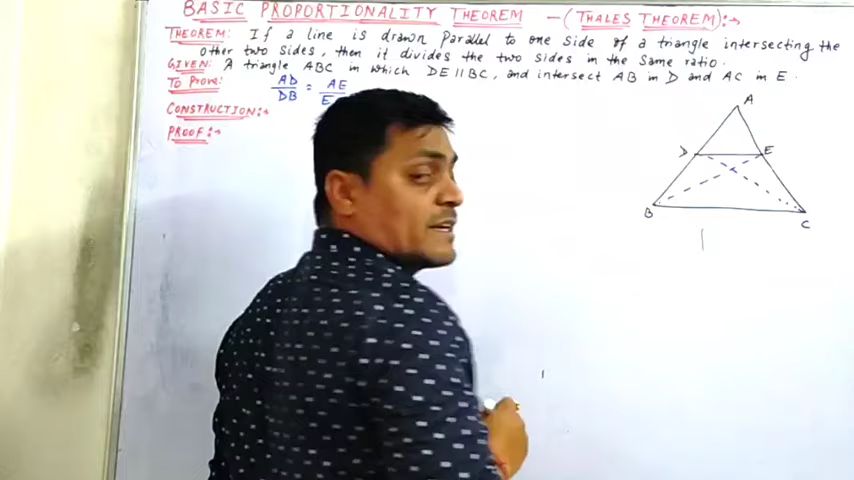 BASIC PROPORTIONALITY THEOREM - (THALES THEOREM):→
THEOREM: If a line is drawn parallel to one side of a triangle intersecting the
other two sides, then it divides the two sides in the same ratio.
GIVEN: A triangle ABC in which DE || BC, and intersect AB in D and AC in E.
TO PROVE: AD/DB = AE/E
CONSTRUCTION:→
PROOF:→
A
D E
B C